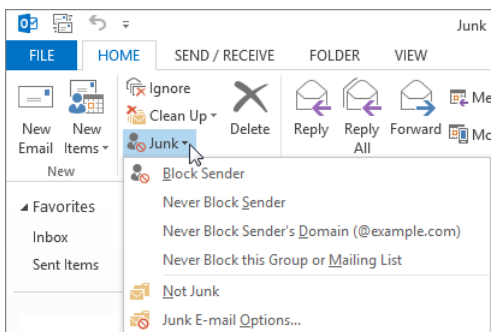 Junk
FILE HOME SEND / RECEIVE FOLDER VIEW
Ignore
Clean Up
Junk
New Email
New Items
Delete
Reply
Reply All
Forward
Me
Mo
New
Block Sender
Never Block Sender
Never Block Sender's Domain (@example.com)
Never Block this Group or Mailing List
Not Junk
Junk E-mail Options...
Favorites
Inbox
Sent Items